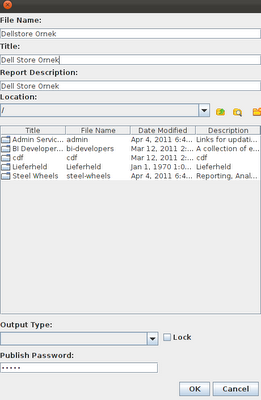 File Name:
Dellstore Ornek
Title:
Dell Store Ornek
Report Description:
Dell Store Ornek
Location:
/
Title File Name Date Modified Description
Admin Servic... admin Apr 4, 2011 6:4... Links for updati...
BI Developer... bi-developers Mar 12, 2011 2:... A collection of e...
cdf cdf Mar 12, 2011 2:... cdf
Lieferheld Lieferheld Jan 1, 1970 1:0... Lieferheld
Steel Wheels steel-wheels Apr 4, 2011 6:4... Reporting, Anal...
Output Type:
Lock
Publish Password:
•••••
OK Cancel